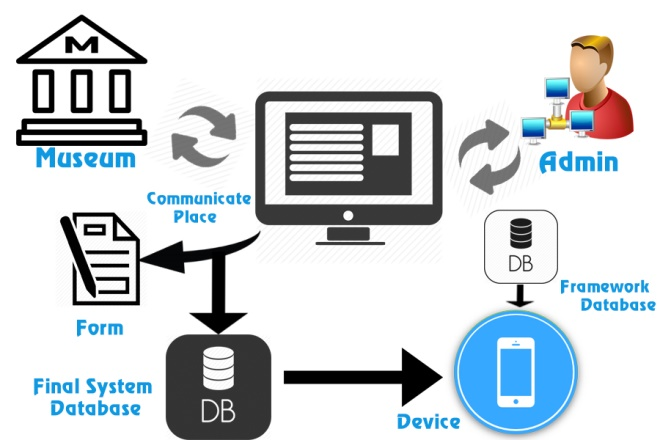 M
Museum
Admin
Communicate
Place
DB
Framework
Database
Form
Final System
Database
DB
Device